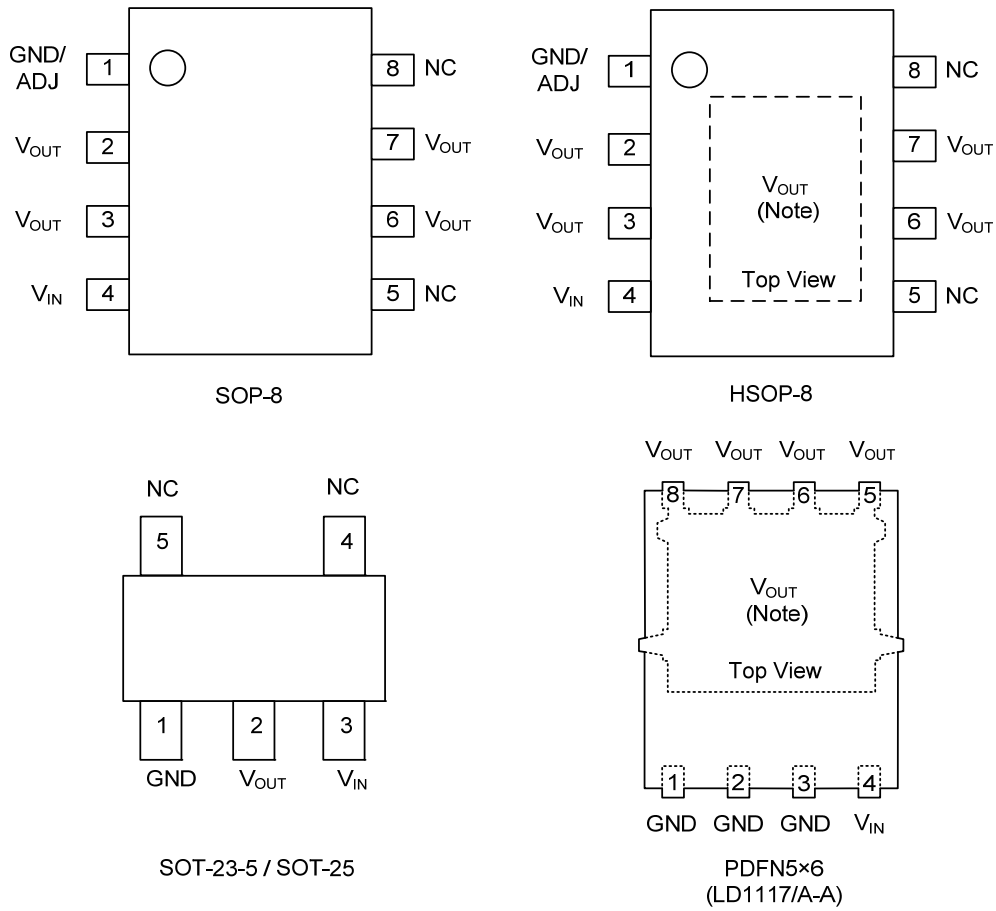 GND/
ADJ
1
8
NC
VOUT
2
7
VOUT
VOUT
3
6
VOUT
VIN
4
5
NC
SOP-8
GND/
ADJ
1
8
NC
VOUT
2
7
VOUT
VOUT
3
6
VOUT
VIN
4
5
NC
VOUT
(Note)
Top View
HSOP-8
NC
NC
5
4
1
2
3
GND
VOUT
VIN
SOT-23-5 / SOT-25
VOUT VOUT VOUT VOUT
8 7 6 5
VOUT
(Note)
Top View
1 2 3 4
GND GND GND VIN
PDFN5×6
(LD1117/A-A)